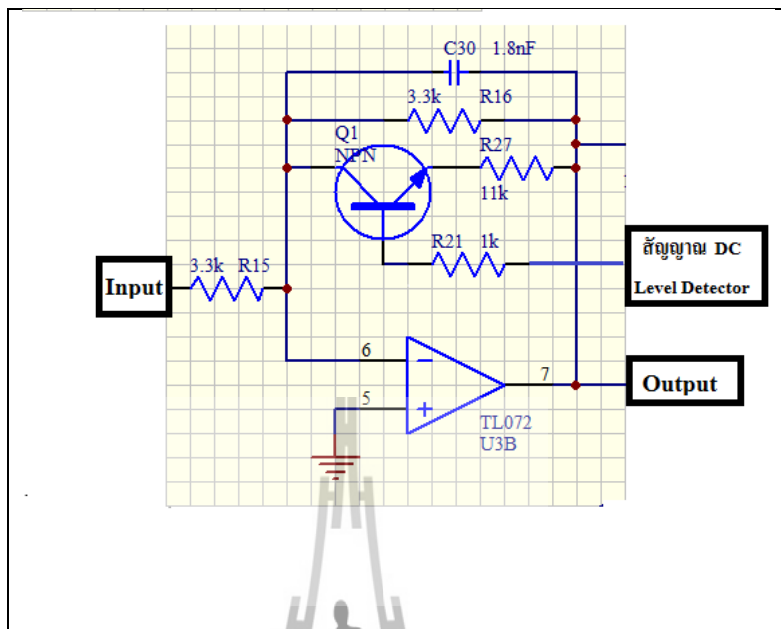 C30 1.8nF
3.3k R16
Q1
NPN
R27
11k
R21 1k
สัญญาณ DC
Level Detector
3.3k R15
Input
6
7
Output
5
TL072
U3B